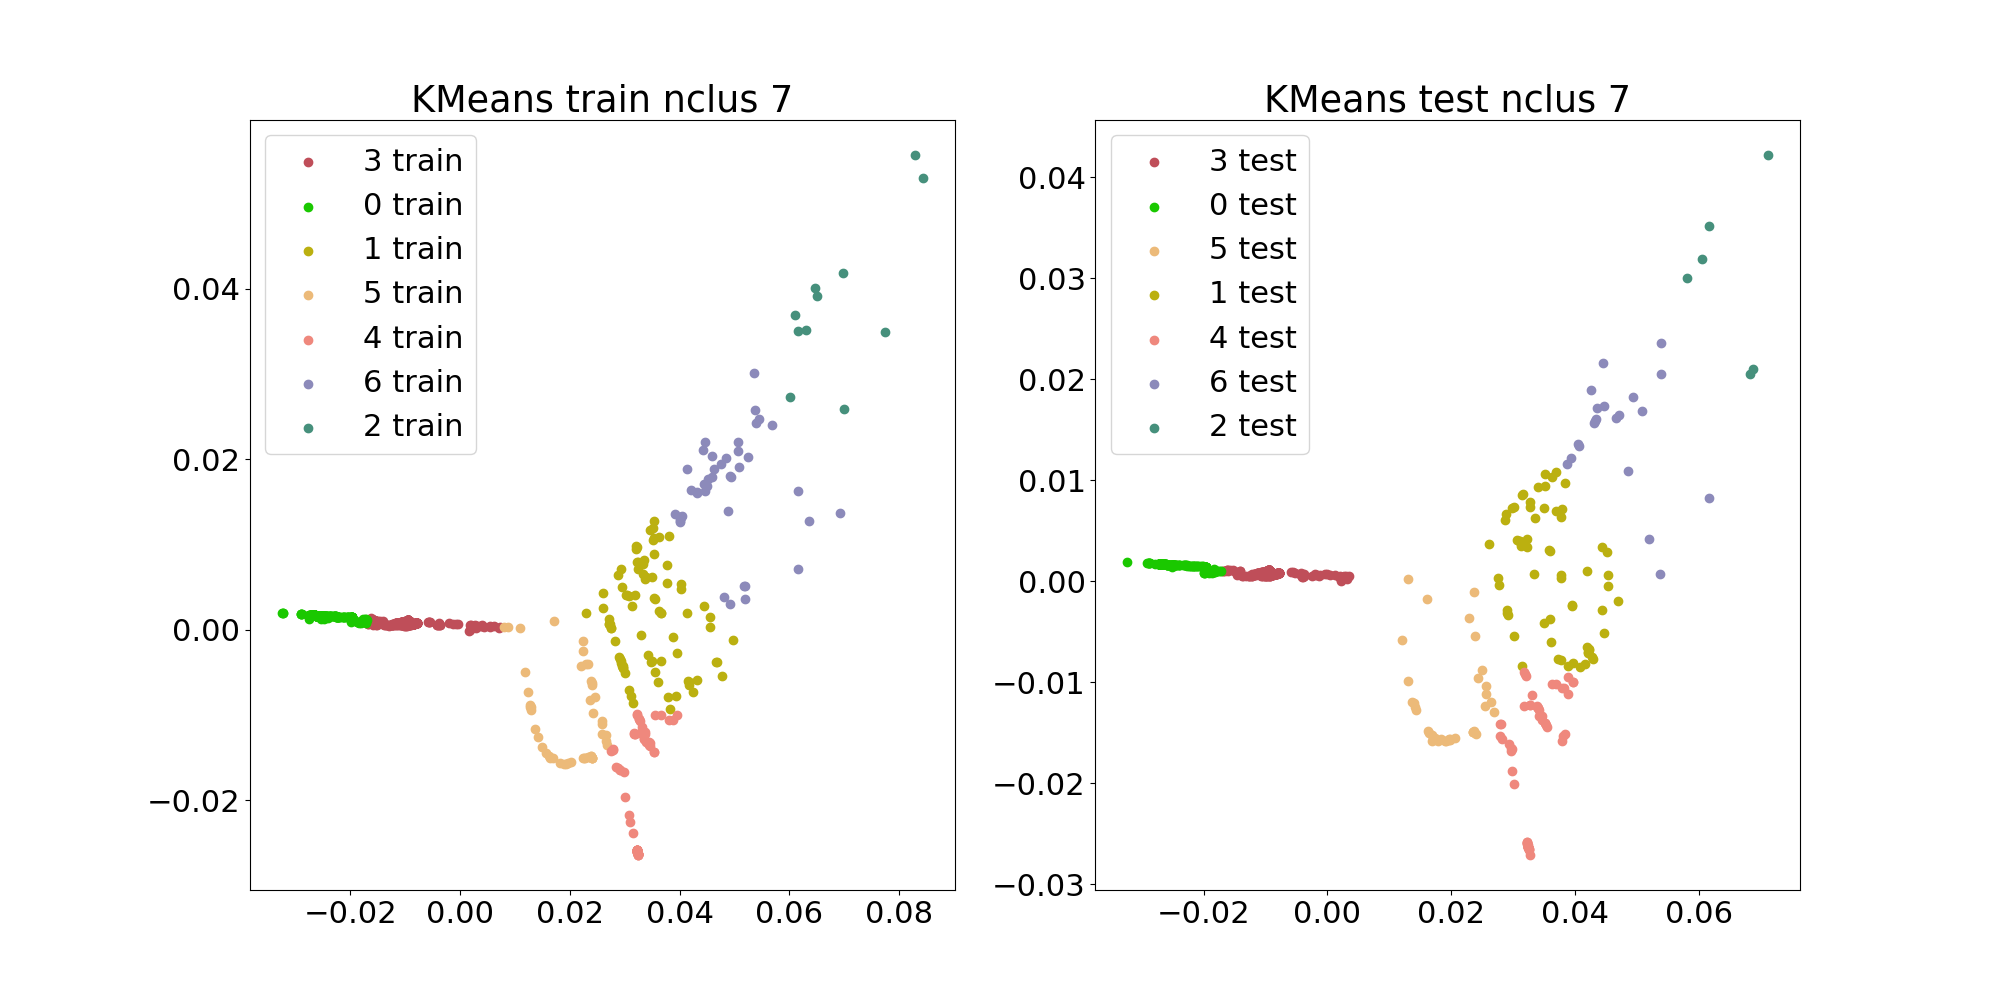 KMeans train nclus 7
3 train
0 train
1 train
5 train
4 train
6 train
2 train
0.04
0.02
0.00
−0.02
−0.02 0.00 0.02 0.04 0.06 0.08
KMeans test nclus 7
3 test
0 test
5 test
1 test
4 test
6 test
2 test
0.04
0.03
0.02
0.01
0.00
−0.01
−0.02
−0.03
−0.02 0.00 0.02 0.04 0.06